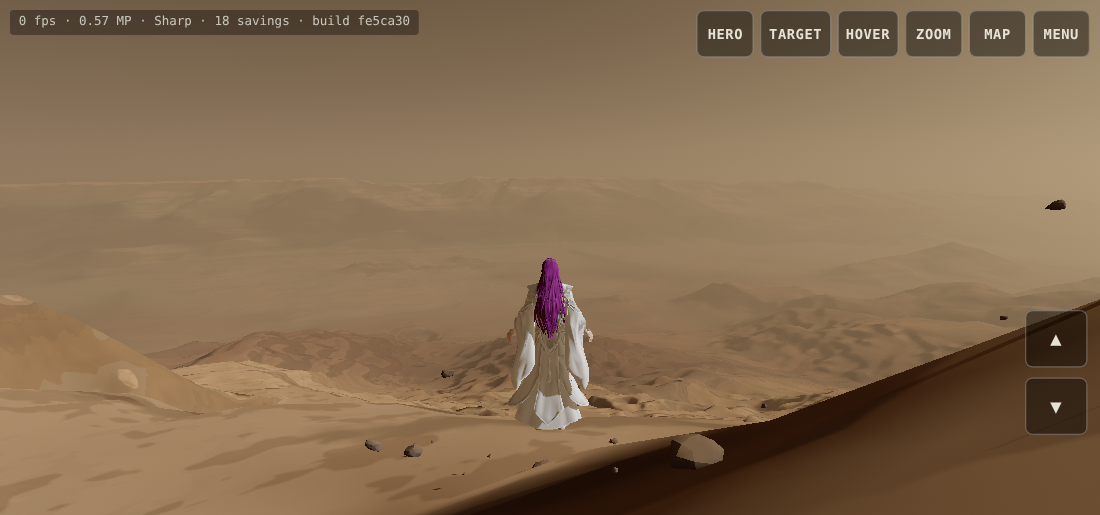 0 fps · 0.57 MP · Sharp · 18 savings · build fe5ca30
HERO TARGET HOVER ZOOM MAP MENU
▲
▼